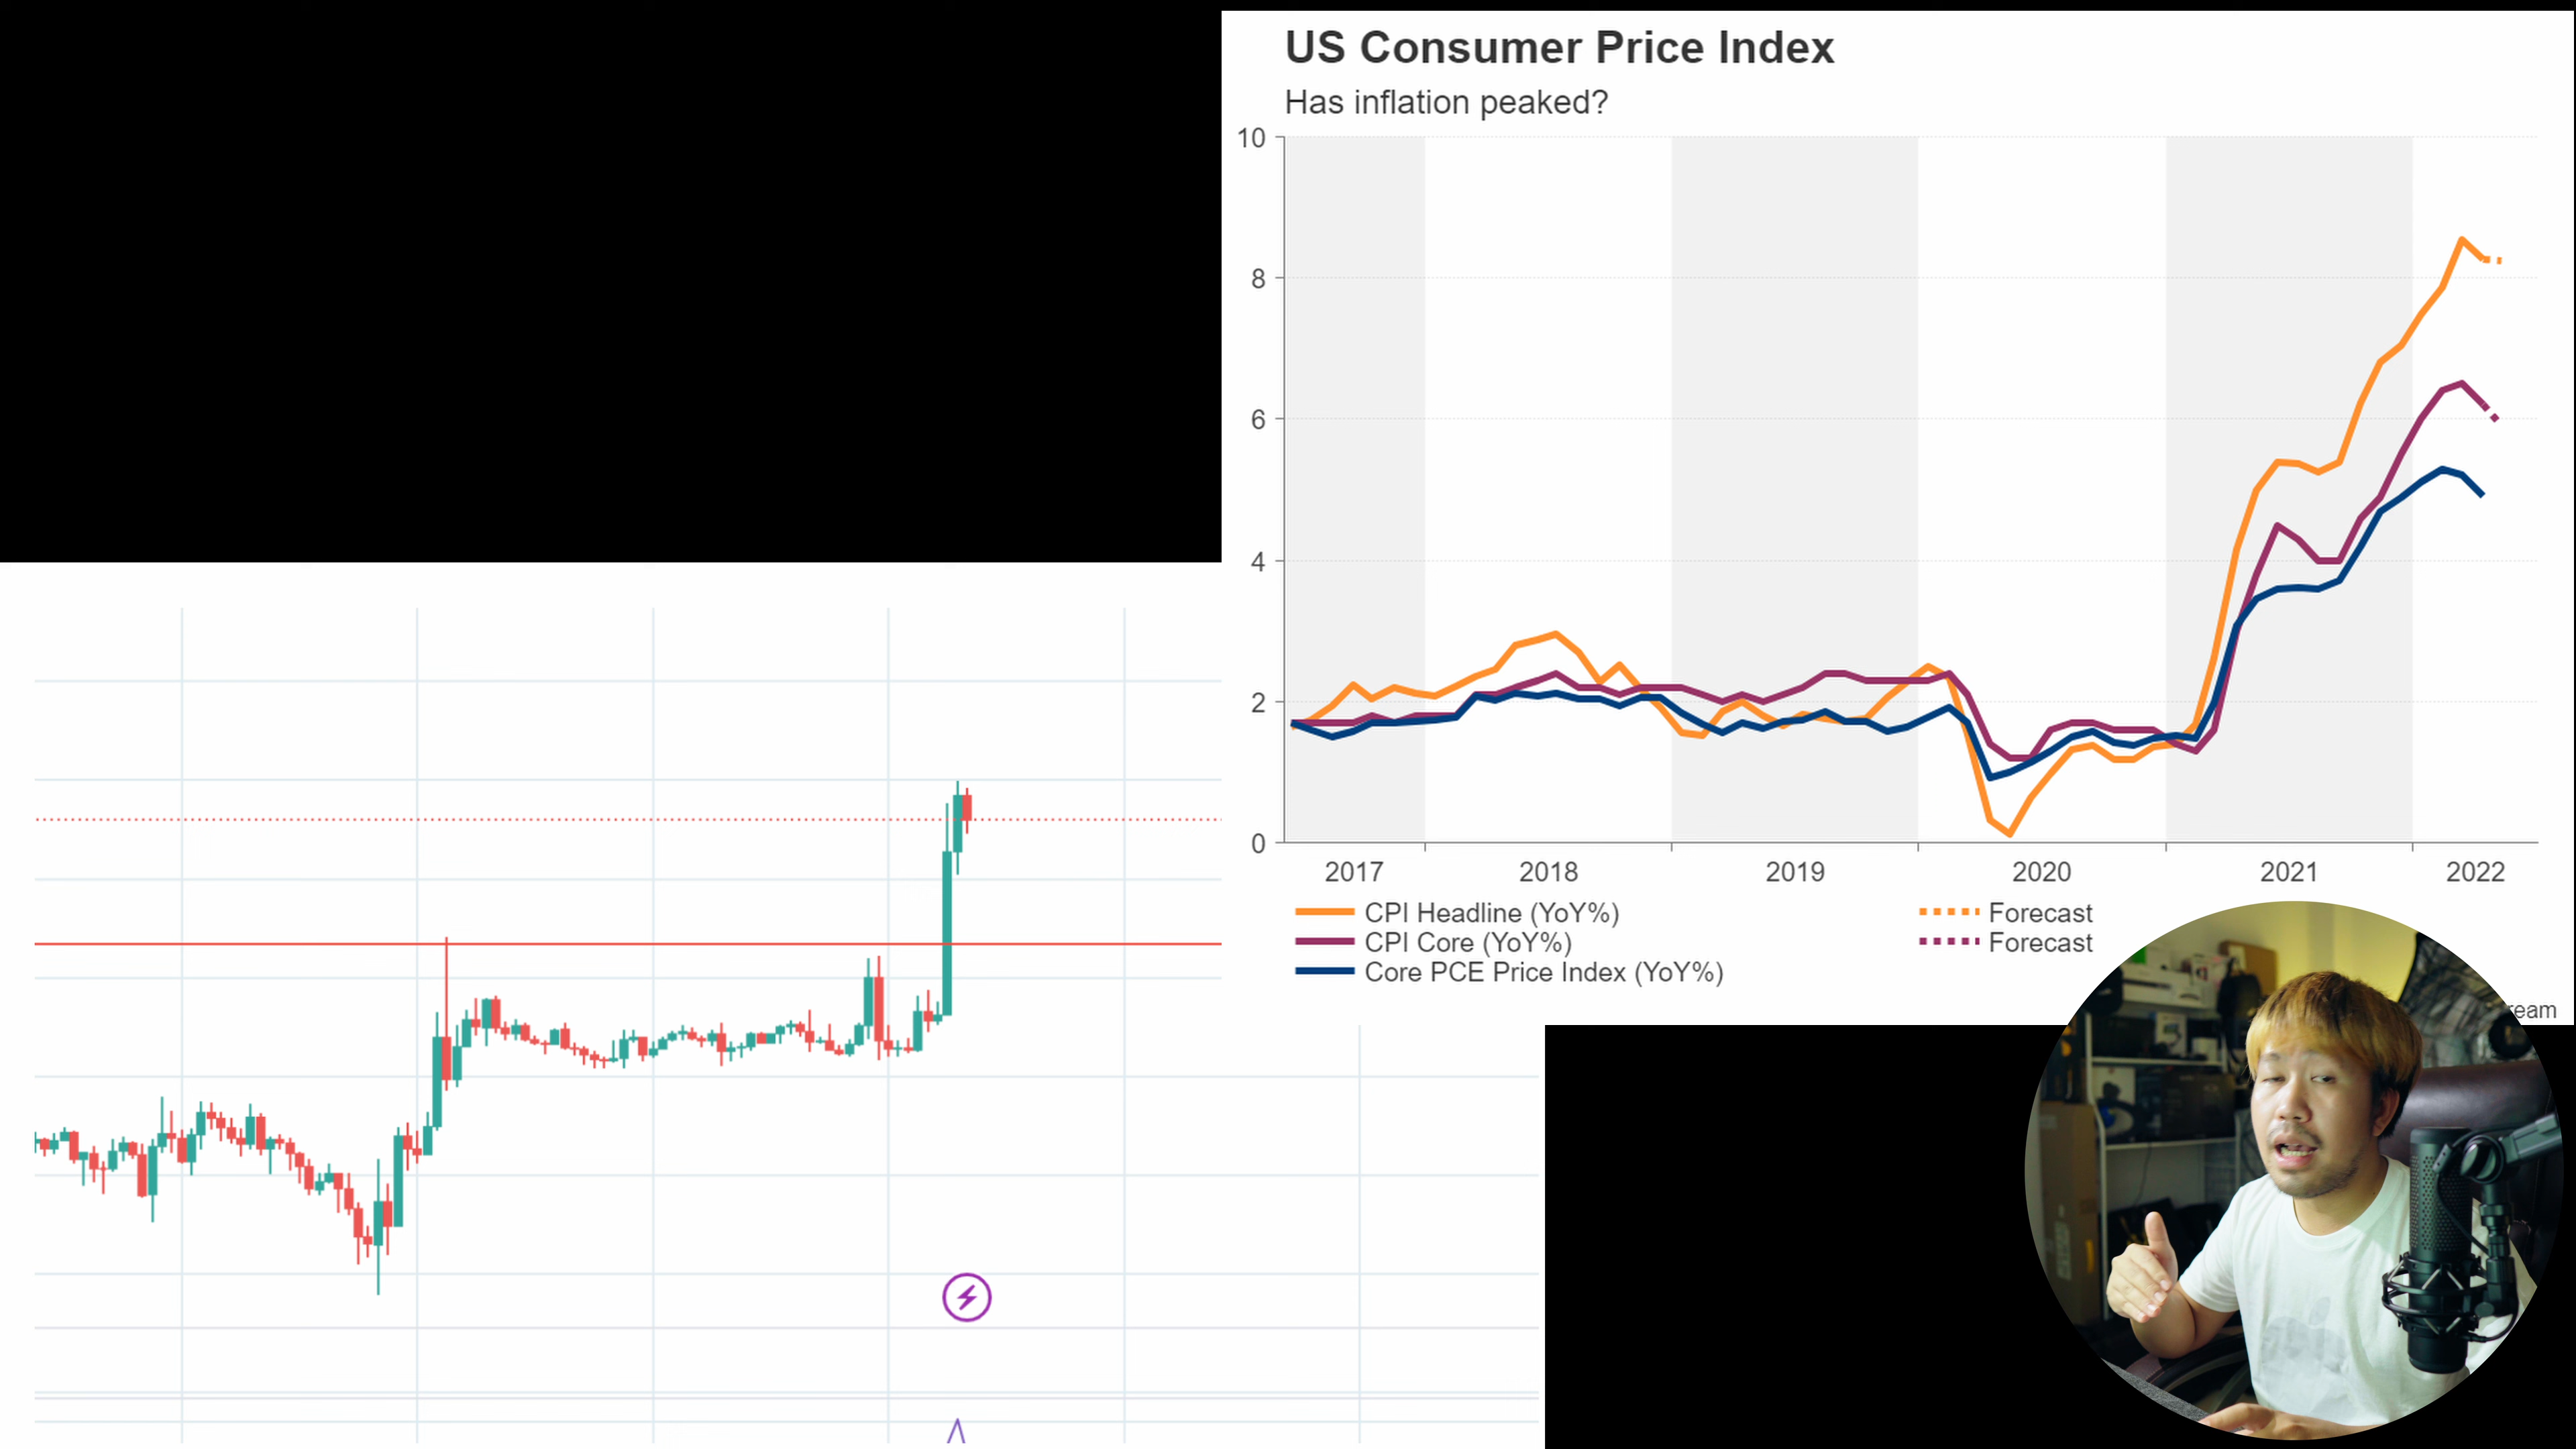 US Consumer Price Index
Has inflation peaked?
10
8
6
4
2
0
2017 2018 2019 2020 2021 2022
CPI Headline (YoY%) Forecast
CPI Core (YoY%) Forecast
Core PCE Price Index (YoY%)